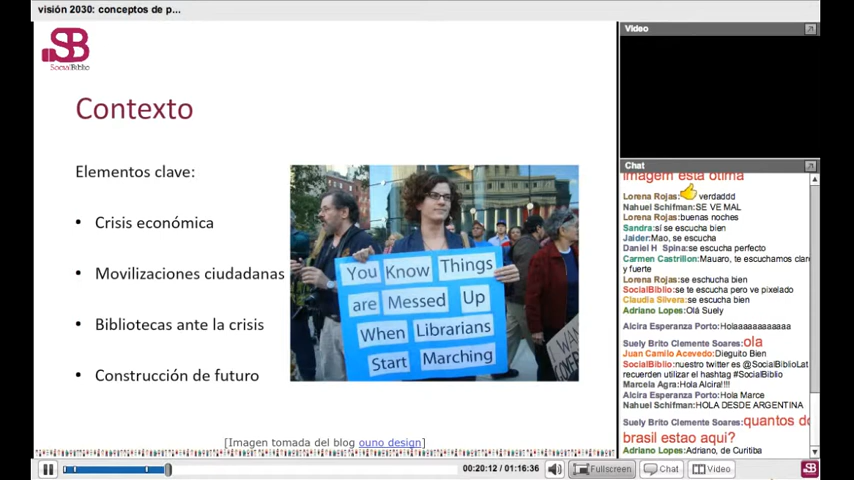 visión 2030: conceptos de p...
SB
SocialBiblio
Contexto
Elementos clave:
• Crisis económica
• Movilizaciones ciudadanas
• Bibliotecas ante la crisis
• Construcción de futuro
You Know Things
are Messed Up
When Librarians
Start Marching
I WAN
[Imagen tomada del blog ouno design]
Video
Chat
imagem esta otima
Lorena Rojas: verdaddd
Nahuel Schifman:SE VE MAL
Lorena Rojas:buenas noches
Sandra:sí se escucha bien
Jaider:Mao, se escucha
Daniel H Spina:se escucha perfecto
Carmen Castrillon:Mauaro, te escuchamos clar
y fuerte
Lorena Rojas:se eschucha bien
SocialBiblio:se te escucha pero ve pixelado
Claudia Silvera:se escucha bien
Adriano Lopes:Olá Suely
Alcira Esperanza Porto:Holaaaaaaaaaaaa
Suely Brito Clemente Soares:ola
Juan Camilo Acevedo:Dieguito Bien
SocialBiblio:nuestro twitter es @SocialBiblioLat
recuerden utilizar el hashtag #SocialBiblio
Marcela Agra:Hola Alcira!!!!
Alcira Esperanza Porto:Hola Marce
Nahuel Schifman:HOLA DESDE ARGENTINA
Suely Brito Clemente Soares:quantos do
brasil estao aqui?
Adriano Lopes:Adriano, de Curitiba
00:20:12 / 01:16:36
Fullscreen
Chat
Video